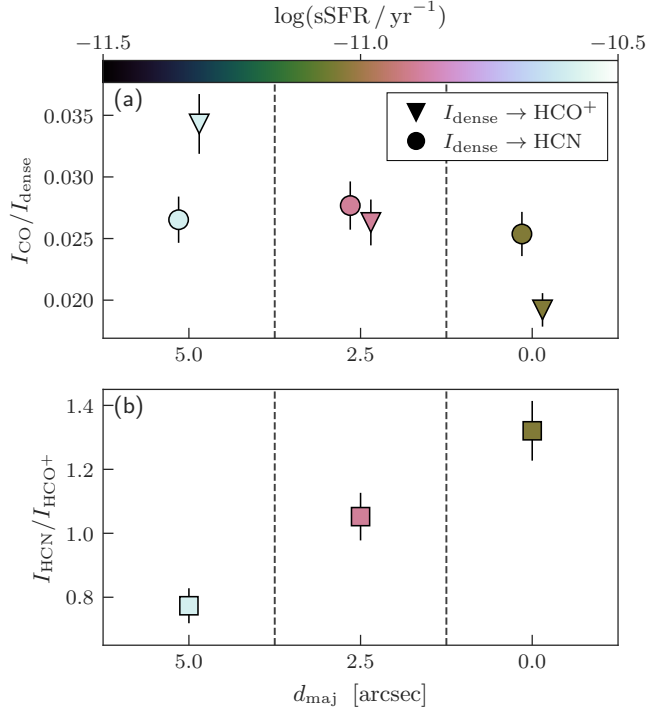 log(sSFR / yr⁻¹)
−11.5 −11.0 −10.5
(a)
I_dense → HCO⁺
I_dense → HCN
I_CO/I_dense
0.035
0.030
0.025
0.020
5.0 2.5 0.0
(b)
I_HCN/I_HCO⁺
1.4
1.2
1.0
0.8
5.0 2.5 0.0
d_maj [arcsec]